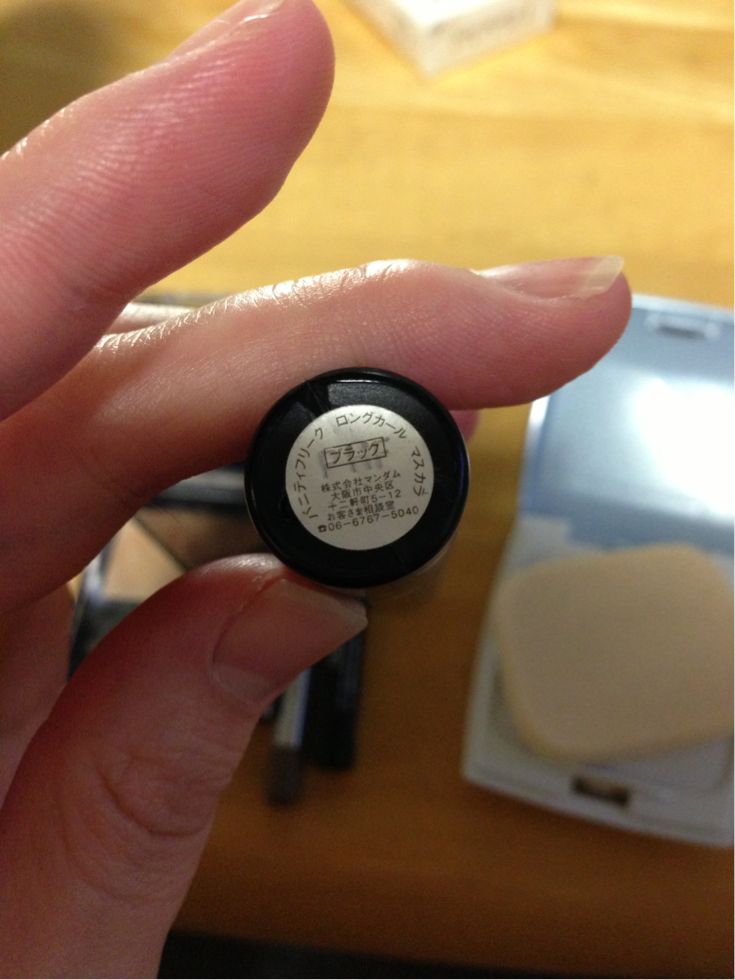 バニティフリーク ロングカール マスカラ
ブラック
株式会社マンダム
大阪市中央区
十二軒町5-12
お客さま相談室
☎06-6767-5040